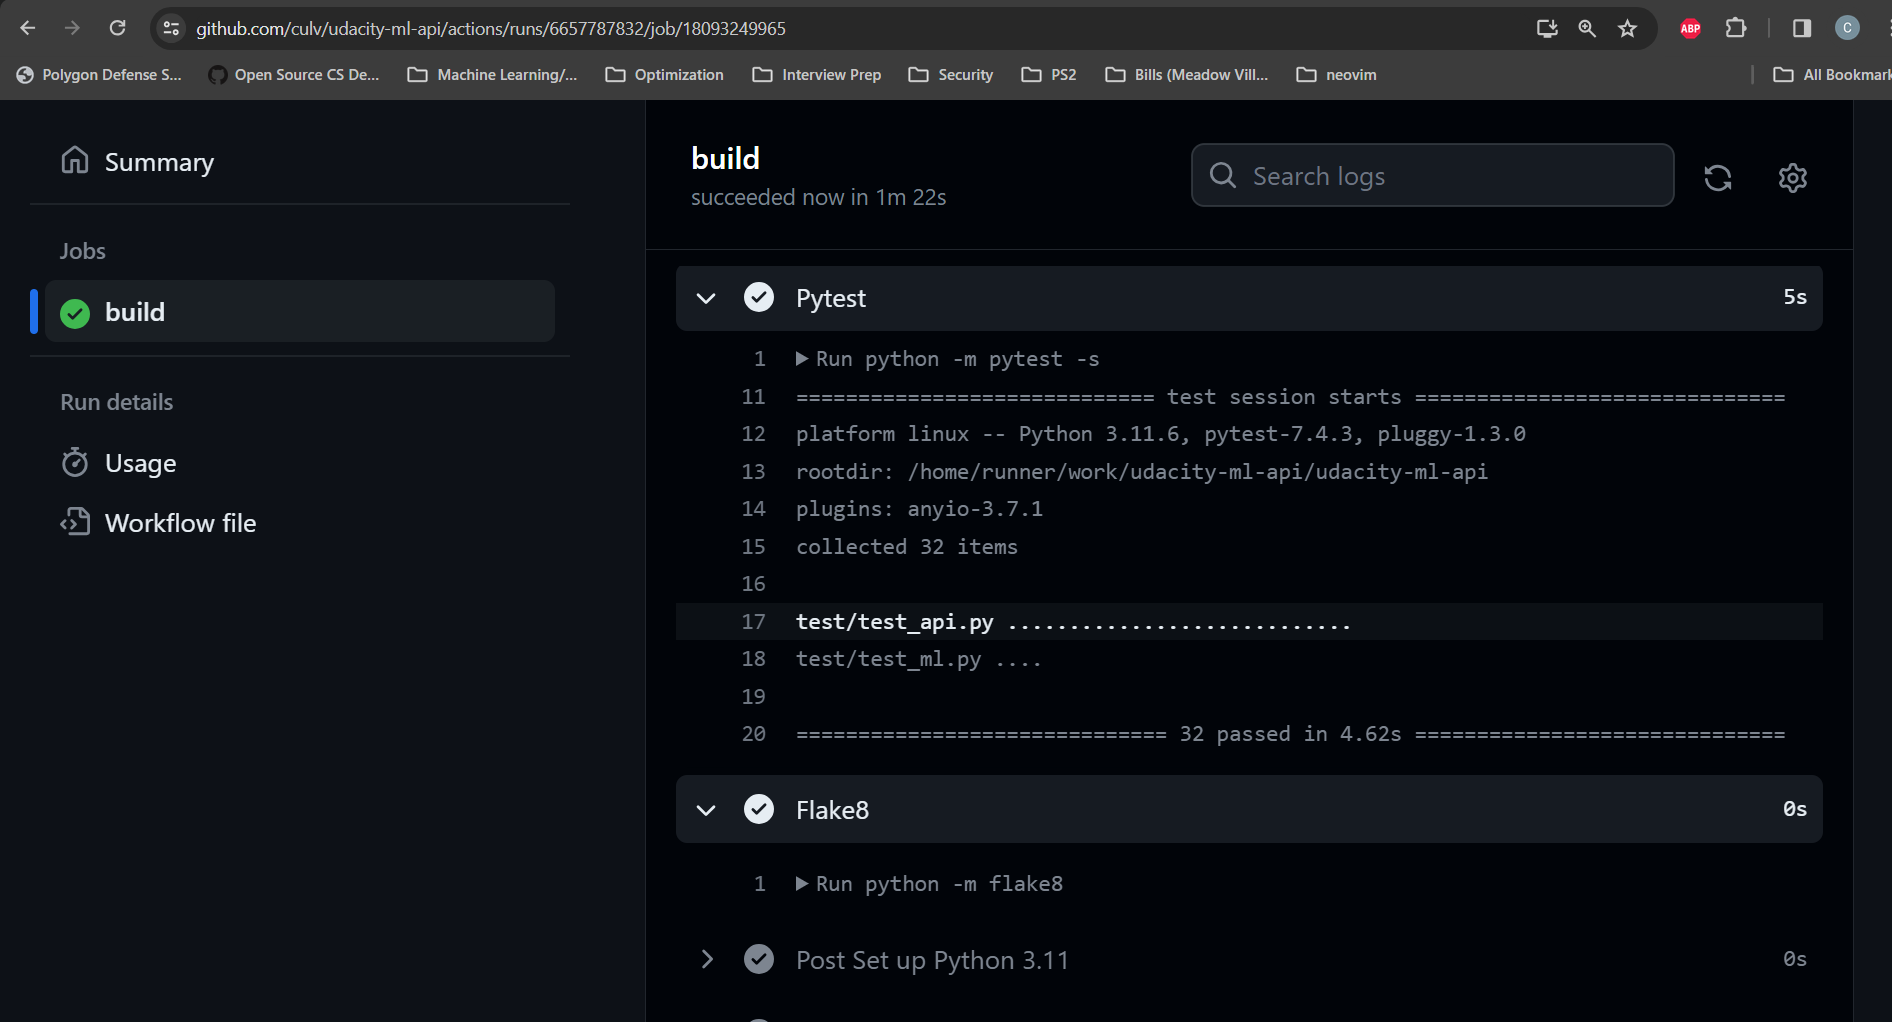 github.com/culv/udacity-ml-api/actions/runs/6657787832/job/18093249965
ABP
C
Polygon Defense S...
Open Source CS De...
Machine Learning/...
Optimization
Interview Prep
Security
PS2
Bills (Meadow Vill...
neovim
All Bookmark
Summary
Jobs
build
Run details
Usage
Workflow file
build
succeeded now in 1m 22s
Search logs
Pytest 5s
1 Run python -m pytest -s
11 ============================= test session starts ==============================
12 platform linux -- Python 3.11.6, pytest-7.4.3, pluggy-1.3.0
13 rootdir: /home/runner/work/udacity-ml-api/udacity-ml-api
14 plugins: anyio-3.7.1
15 collected 32 items
16
17 test/test_api.py ............................
18 test/test_ml.py ....
19
20 ============================== 32 passed in 4.62s ==============================
Flake8 0s
1 Run python -m flake8
Post Set up Python 3.11 0s